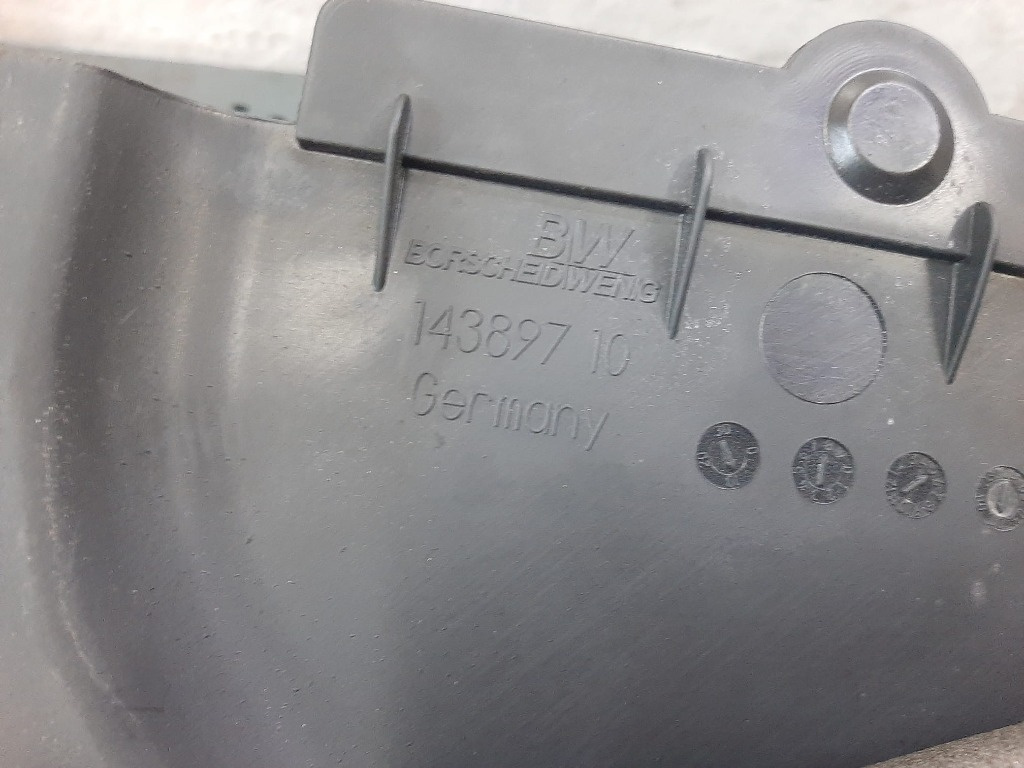 BW
BORSCHEIDWENIG
143897 10
Germany